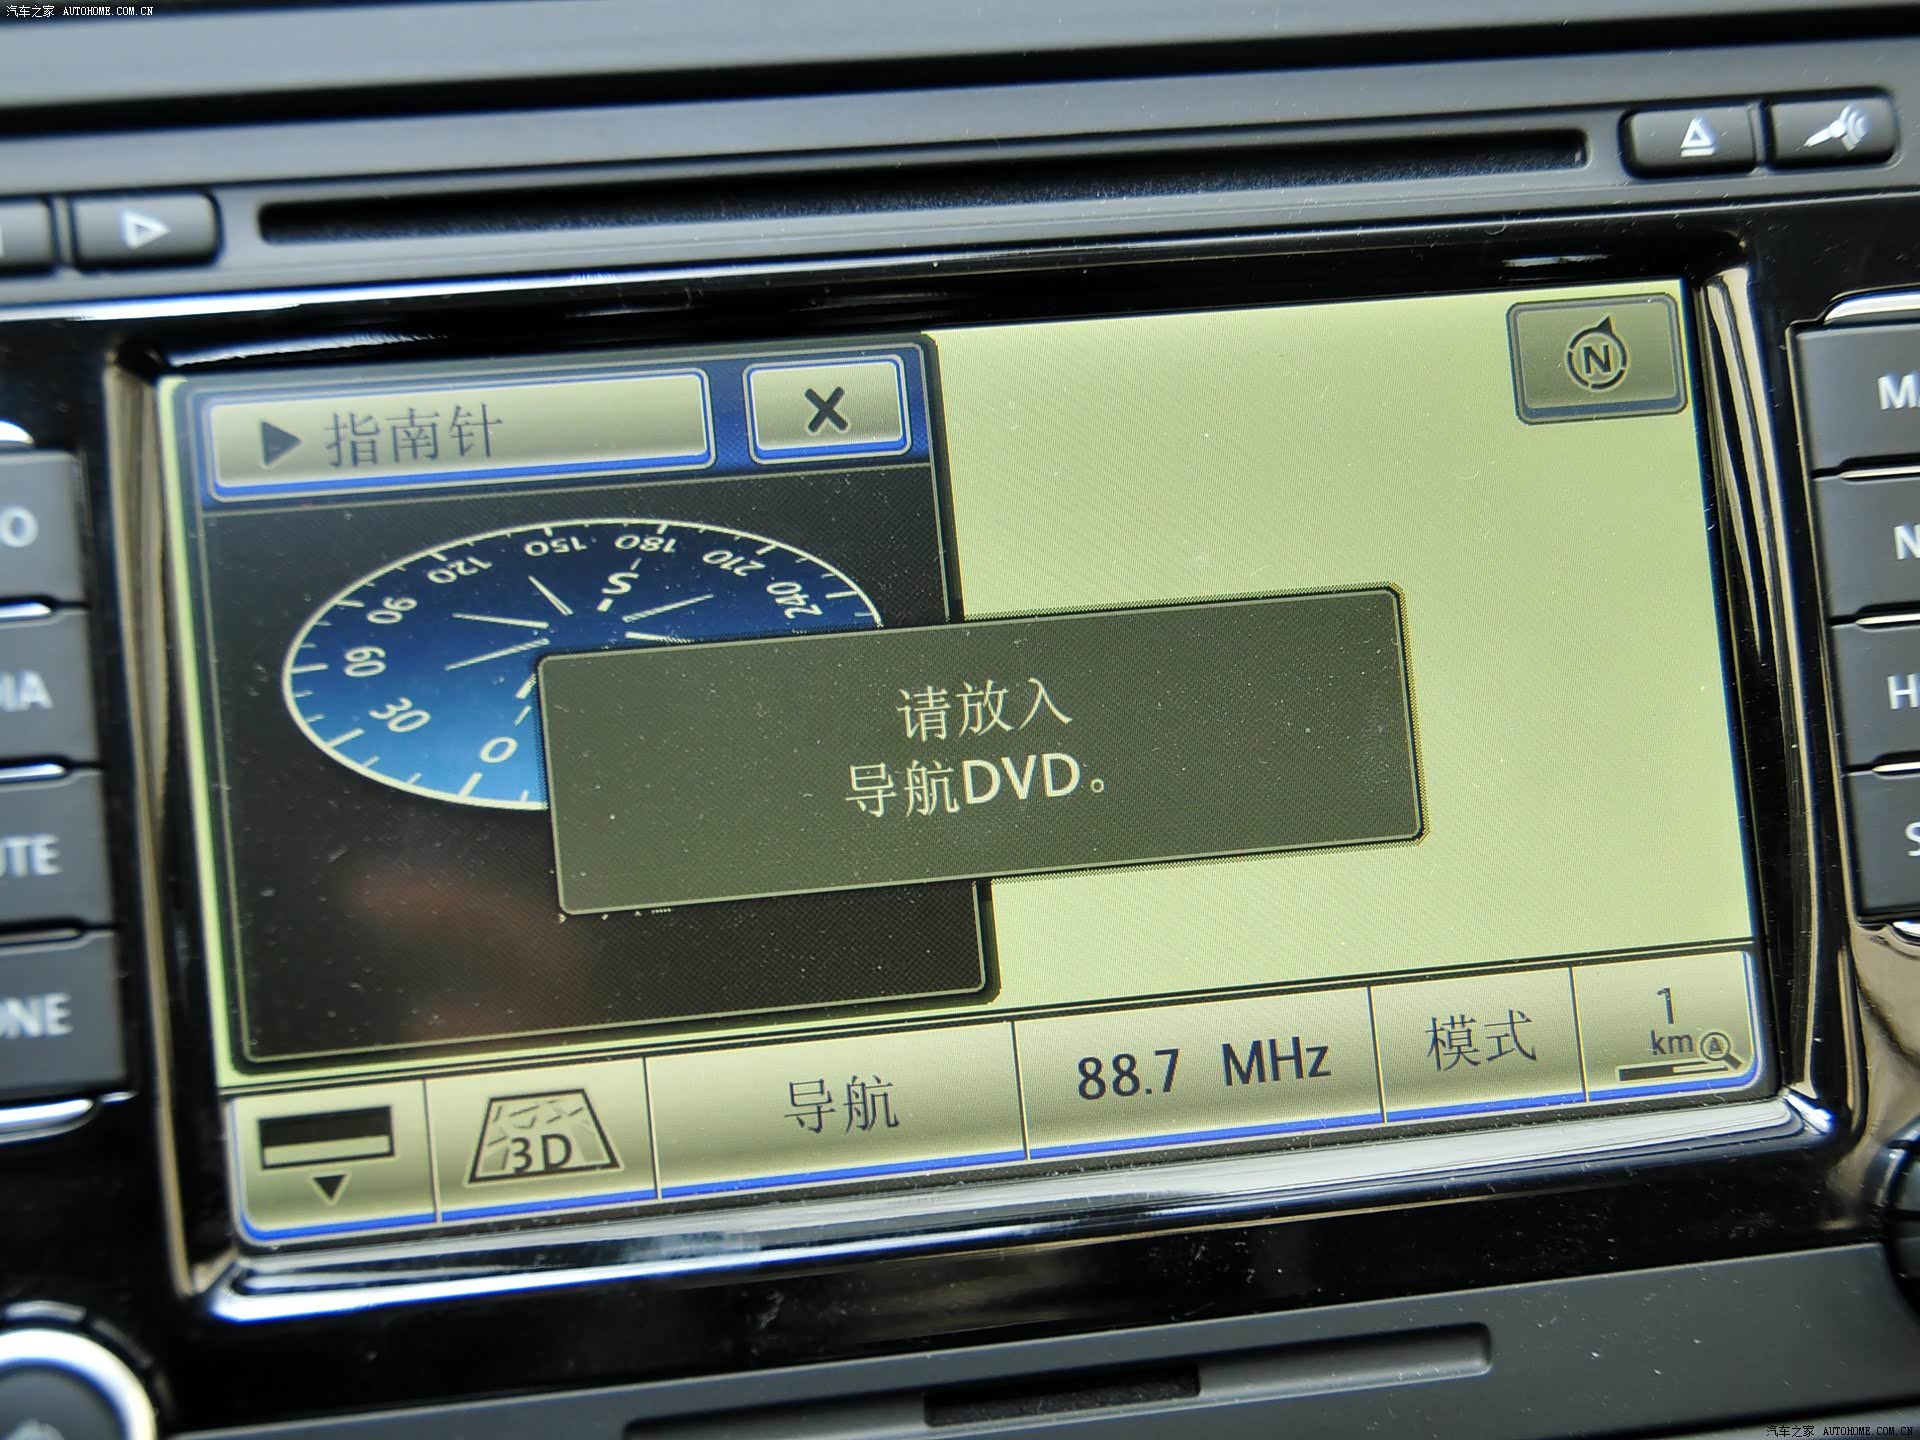 汽车之家 AUTOHOME.COM.CN
N
指南针 X
150 180 210
120 S 240
90
60
30
0
请放入
导航DVD。
3D 导航 88.7 MHz 模式 1 km A
汽车之家 AUTOHOME.COM.CN